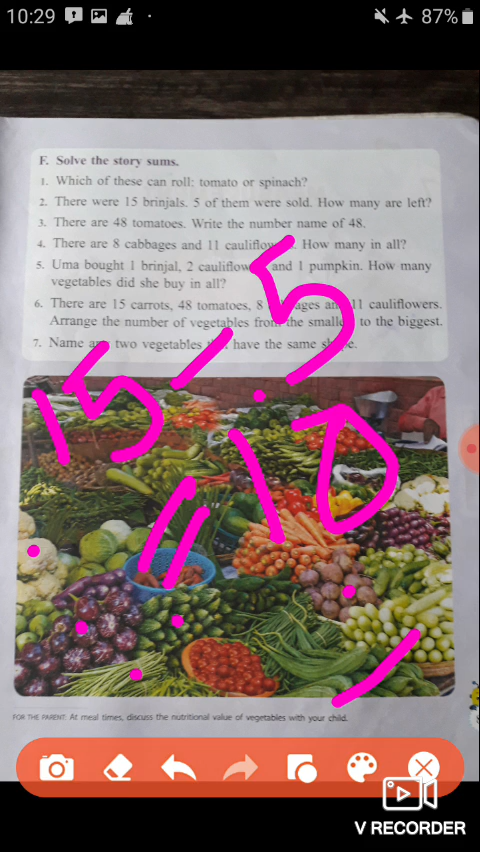 10:29
87%
F. Solve the story sums.
1. Which of these can roll: tomato or spinach?
2. There were 15 brinjals. 5 of them were sold. How many are left?
3. There are 48 tomatoes. Write the number name of 48.
4. There are 8 cabbages and 11 How many in all?
5. Uma bought 1 brinjal, 2 and 1 pumpkin. How many
vegetables did she buy in all?
6. There are 15 carrots, 48 tomatoes, 8 11 cauliflowers.
Arrange the number of vegetables from the to the biggest.
7. Name two vegetables have the same
15 - 5
= 10
FOR THE PARENT: At meal times, discuss the nutritional value of vegetables with your child.
V RECORDER